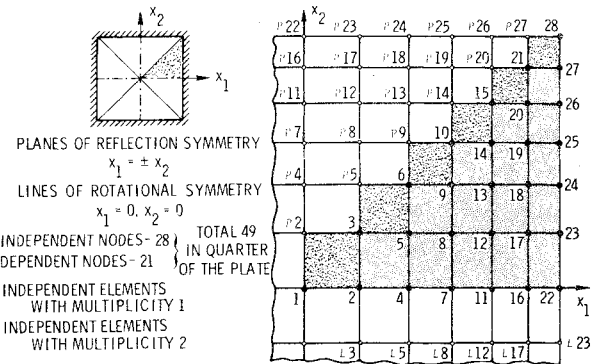 x₂
x₁
PLANES OF REFLECTION SYMMETRY
x₁ = ± x₂
LINES OF ROTATIONAL SYMMETRY
x₁ = 0, x₂ = 0
INDEPENDENT NODES - 28
DEPENDENT NODES - 21
TOTAL 49
IN QUARTER
OF THE PLATE
INDEPENDENT ELEMENTS
WITH MULTIPLICITY 1
INDEPENDENT ELEMENTS
WITH MULTIPLICITY 2
x₂
P22 P23 P24 P25 P26 P27 28
P16 P17 P18 P19 P20 21
27
P11 P12 P13 P14 15
26
20
P7 P8 P9 10
25
14 19
P4 P5 6
24
9 13 18
P2 3
23
5 8 12 17
1 2 4 7 11 16 22 x₁
L3 L5 L8 L12 L17 L23